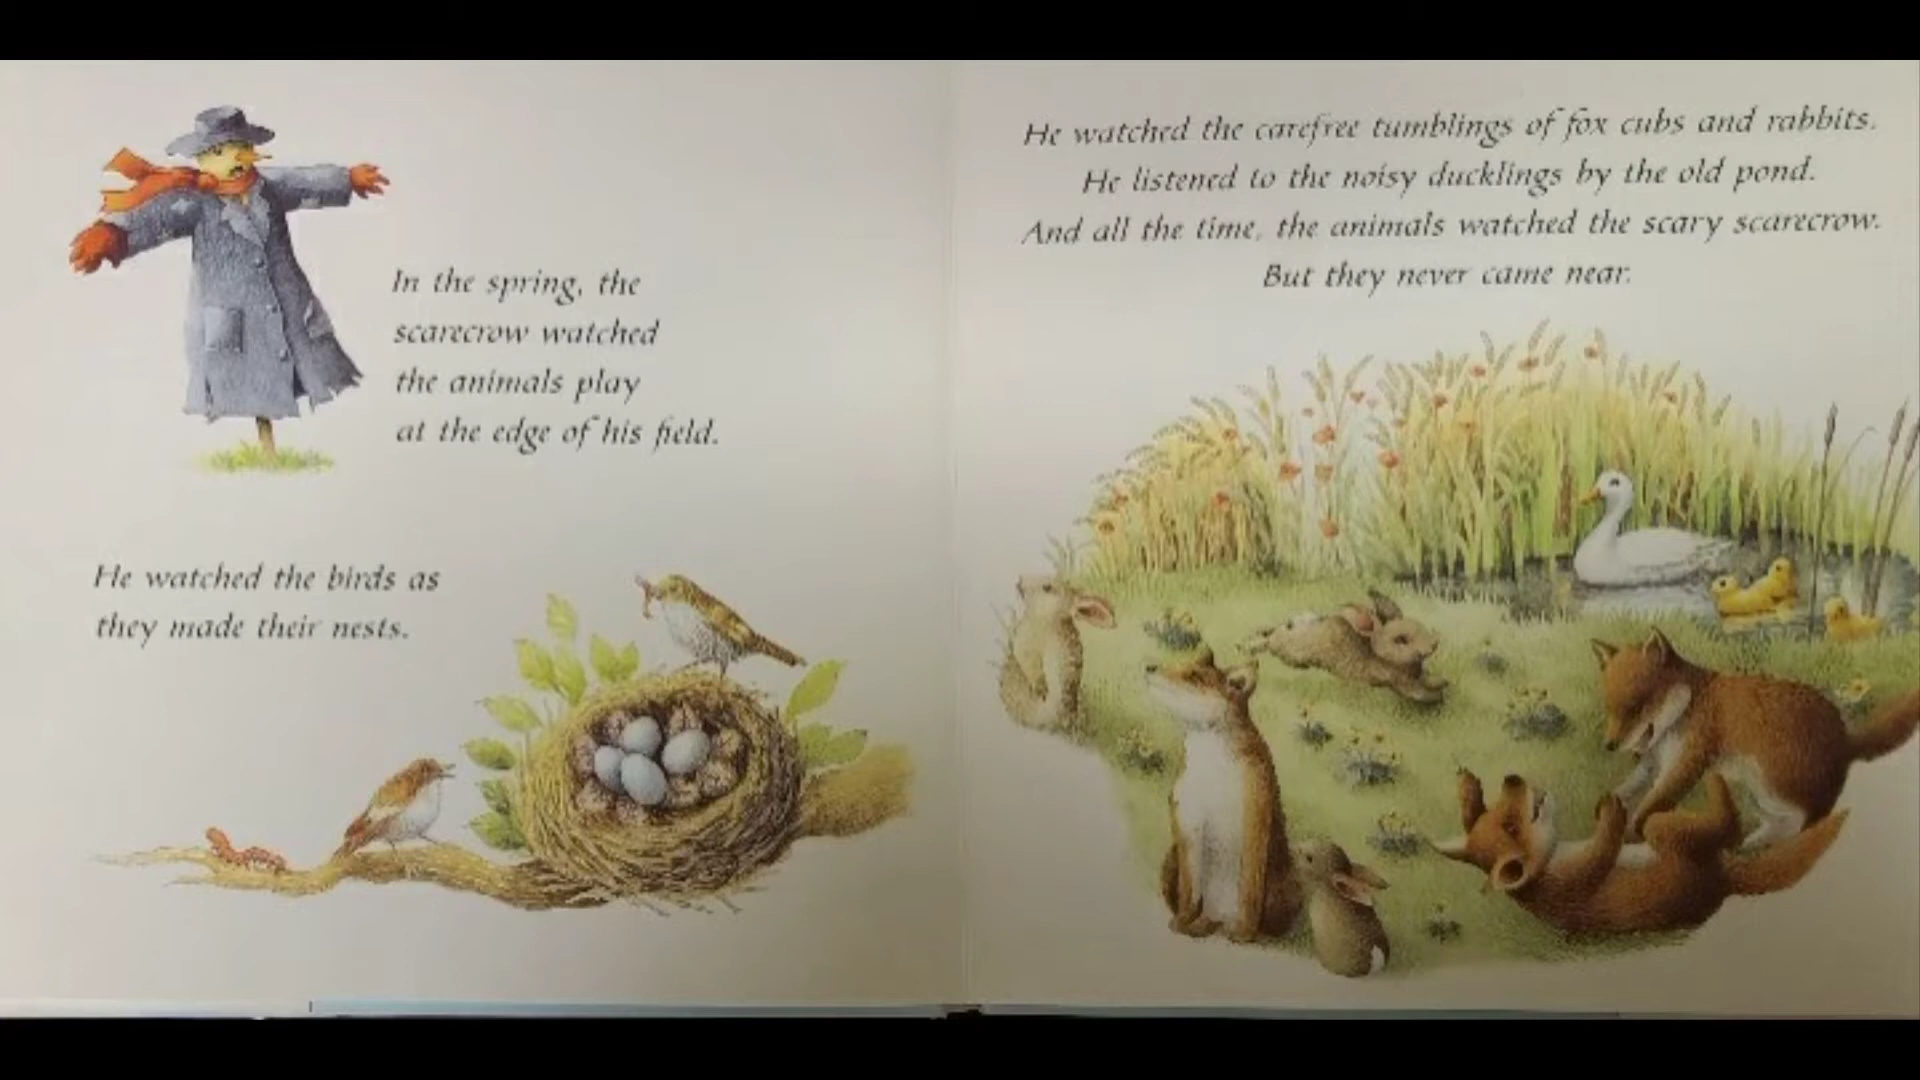 In the spring, the
scarecrow watched
the animals play
at the edge of his field.
He watched the birds as
they made their nests.
He watched the carefree tumblings of fox cubs and rabbits.
He listened to the noisy ducklings by the old pond.
And all the time, the animals watched the scary scarecrow.
But they never came near.